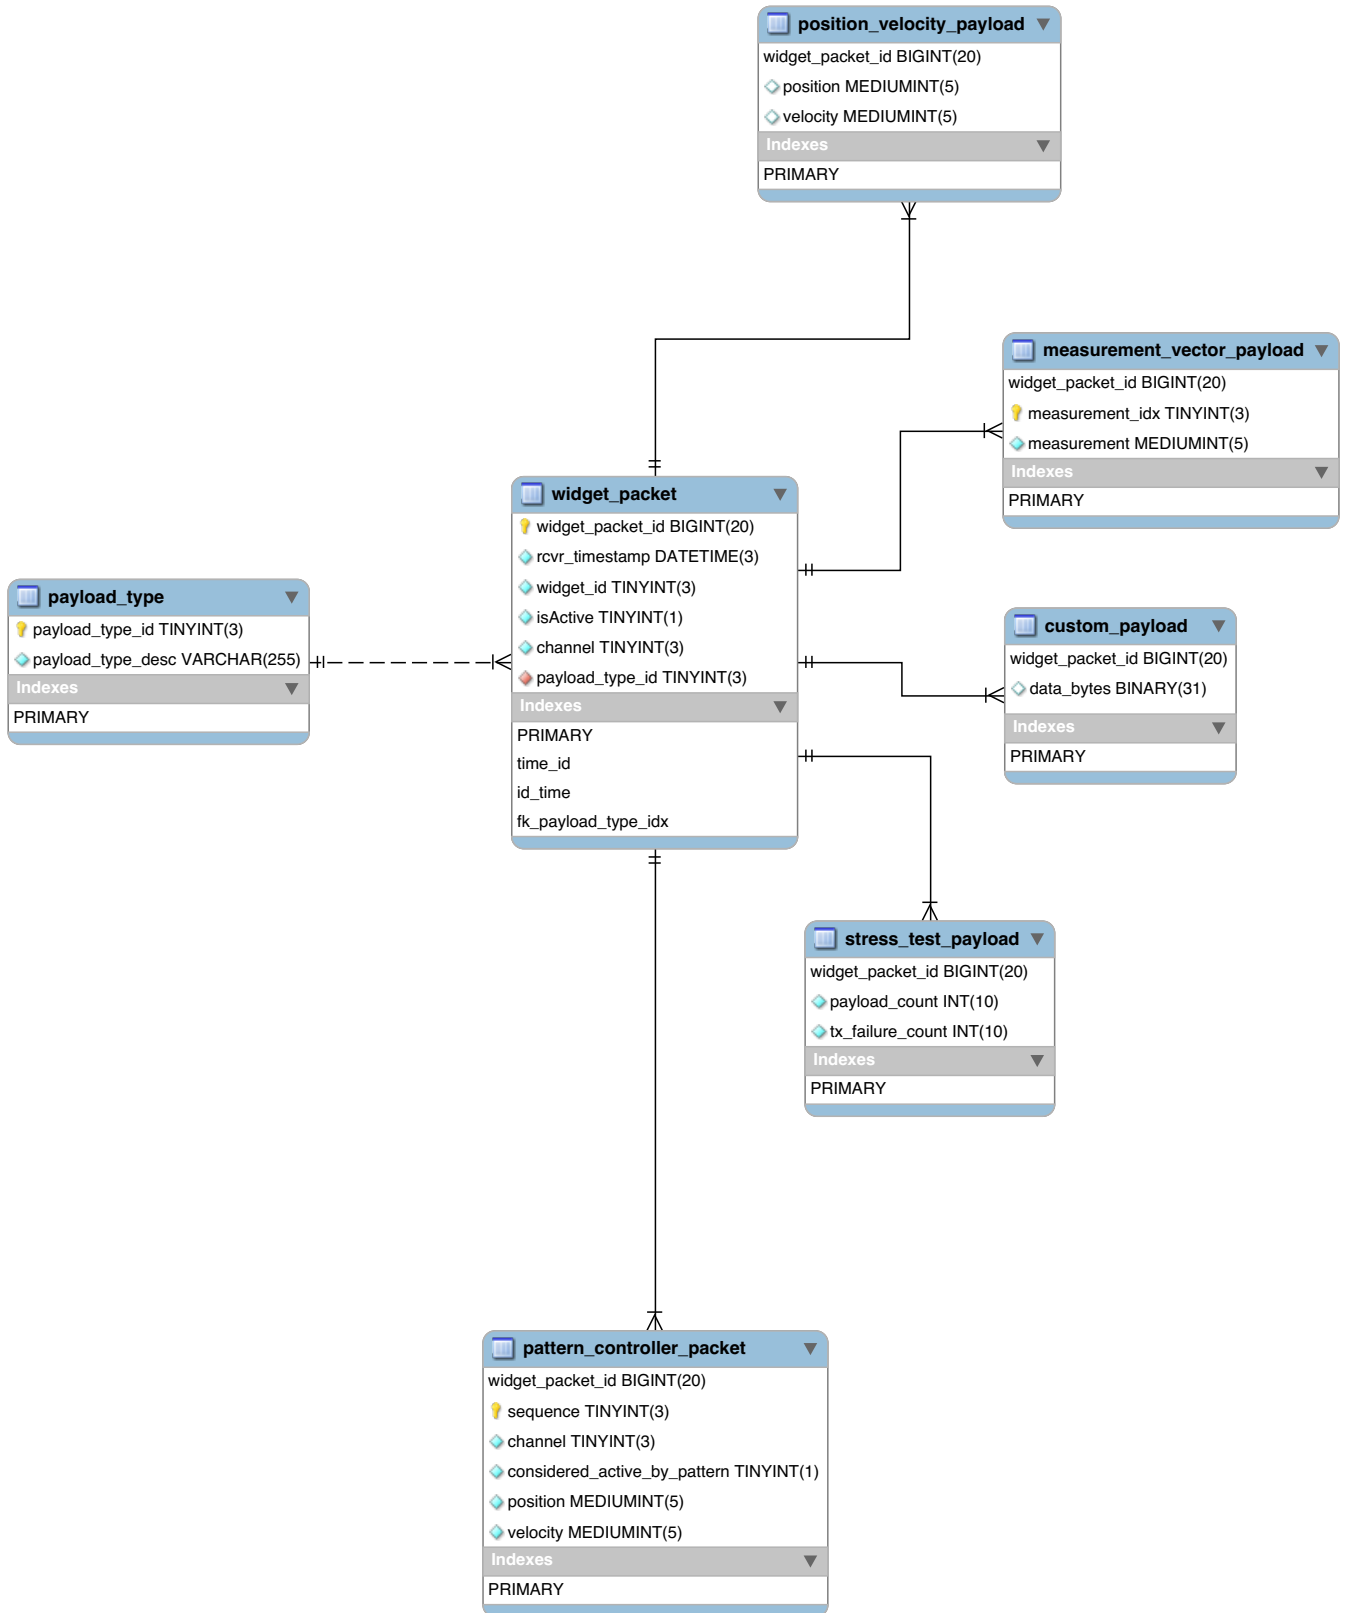 position_velocity_payload
widget_packet_id BIGINT(20)
position MEDIUMINT(5)
velocity MEDIUMINT(5)
Indexes
PRIMARY
measurement_vector_payload
widget_packet_id BIGINT(20)
measurement_idx TINYINT(3)
measurement MEDIUMINT(5)
Indexes
PRIMARY
widget_packet
widget_packet_id BIGINT(20)
rcvr_timestamp DATETIME(3)
widget_id TINYINT(3)
isActive TINYINT(1)
channel TINYINT(3)
payload_type_id TINYINT(3)
Indexes
PRIMARY
time_id
id_time
fk_payload_type_idx
payload_type
payload_type_id TINYINT(3)
payload_type_desc VARCHAR(255)
Indexes
PRIMARY
custom_payload
widget_packet_id BIGINT(20)
data_bytes BINARY(31)
Indexes
PRIMARY
stress_test_payload
widget_packet_id BIGINT(20)
payload_count INT(10)
tx_failure_count INT(10)
Indexes
PRIMARY
pattern_controller_packet
widget_packet_id BIGINT(20)
sequence TINYINT(3)
channel TINYINT(3)
considered_active_by_pattern TINYINT(1)
position MEDIUMINT(5)
velocity MEDIUMINT(5)
Indexes
PRIMARY